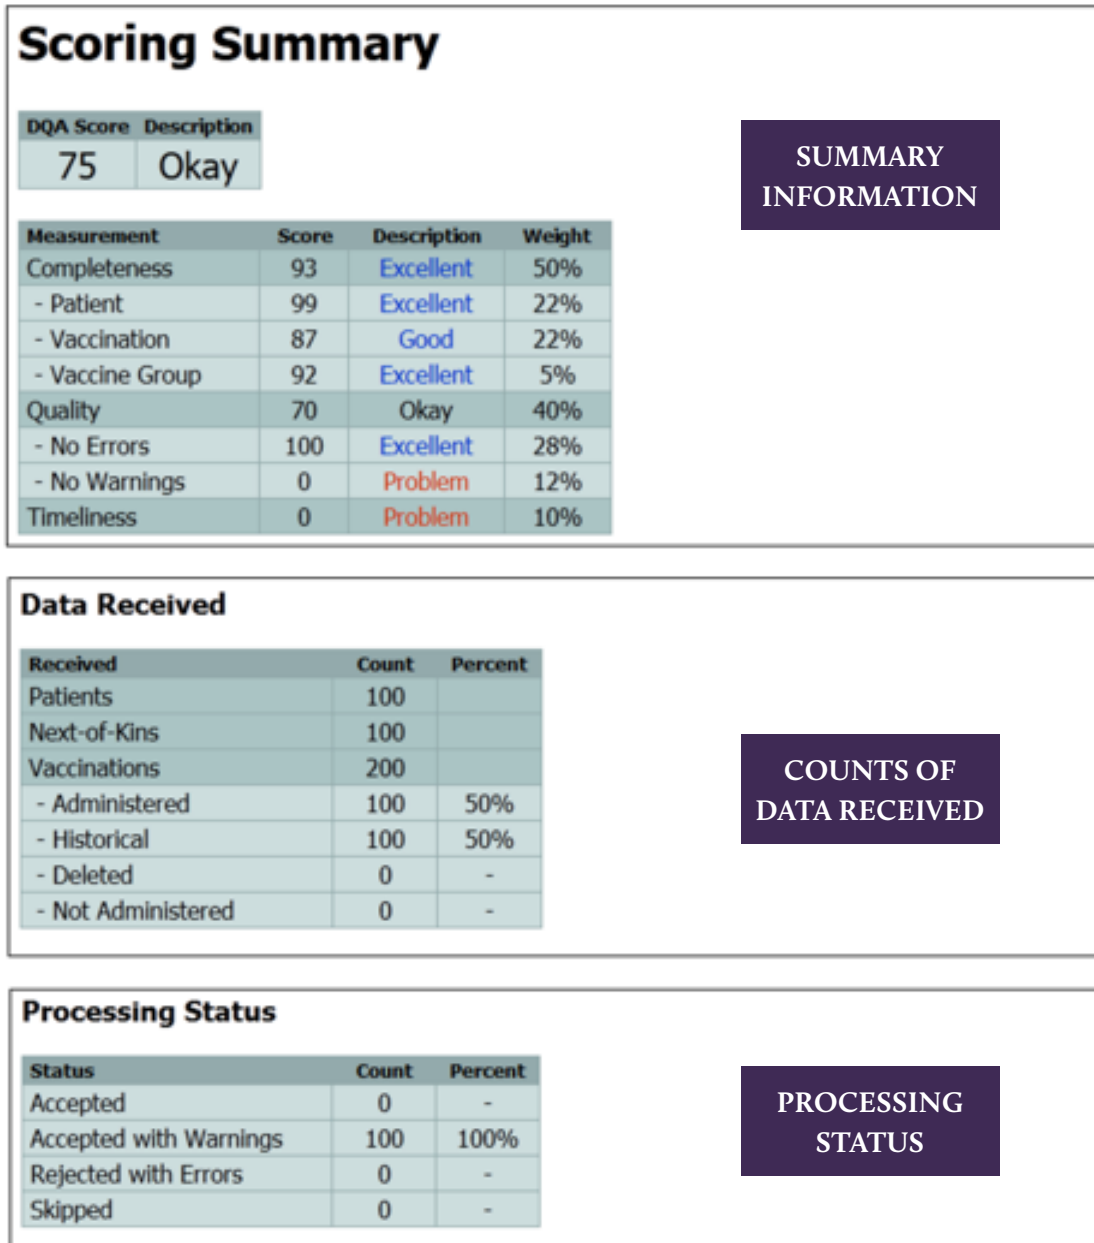 Scoring Summary
DQA Score Description
75 Okay
SUMMARY
INFORMATION
Measurement Score Description Weight
Completeness 93 Excellent 50%
- Patient 99 Excellent 22%
- Vaccination 87 Good 22%
- Vaccine Group 92 Excellent 5%
Quality 70 Okay 40%
- No Errors 100 Excellent 28%
- No Warnings 0 Problem 12%
Timeliness 0 Problem 10%
Data Received
Received Count Percent
Patients 100
Next-of-Kins 100
Vaccinations 200
- Administered 100 50%
- Historical 100 50%
- Deleted 0 -
- Not Administered 0 -
COUNTS OF
DATA RECEIVED
Processing Status
Status Count Percent
Accepted 0 -
Accepted with Warnings 100 100%
Rejected with Errors 0 -
Skipped 0 -
PROCESSING
STATUS